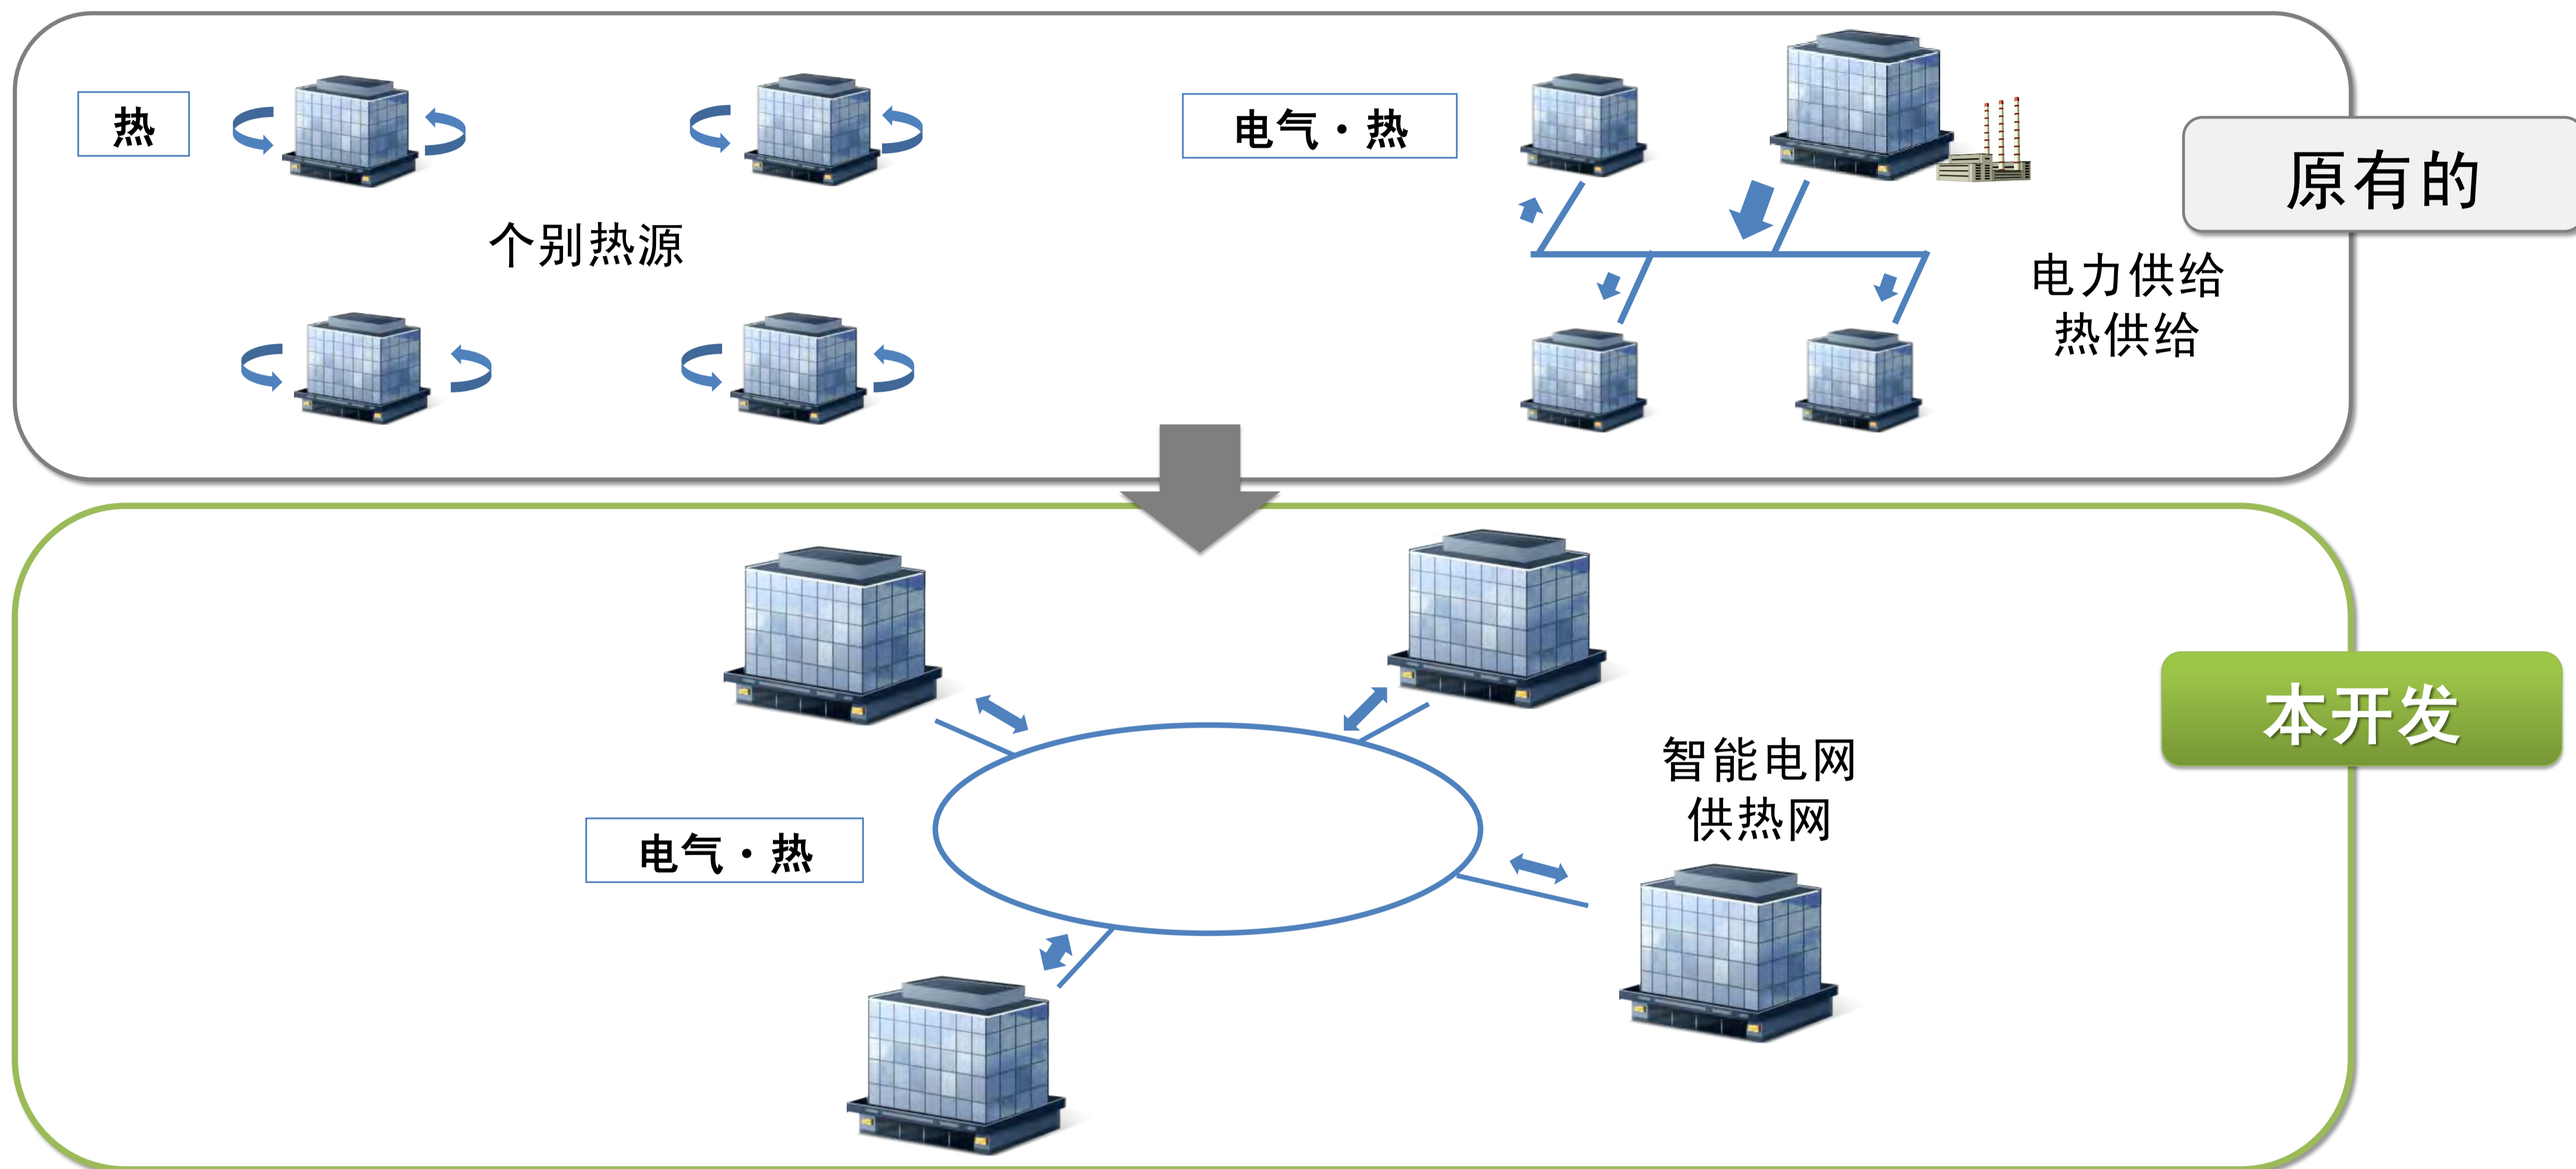 热
个别热源
电气・热
电力供给
热供给
原有的
本开发
智能电网
供热网
电气・热